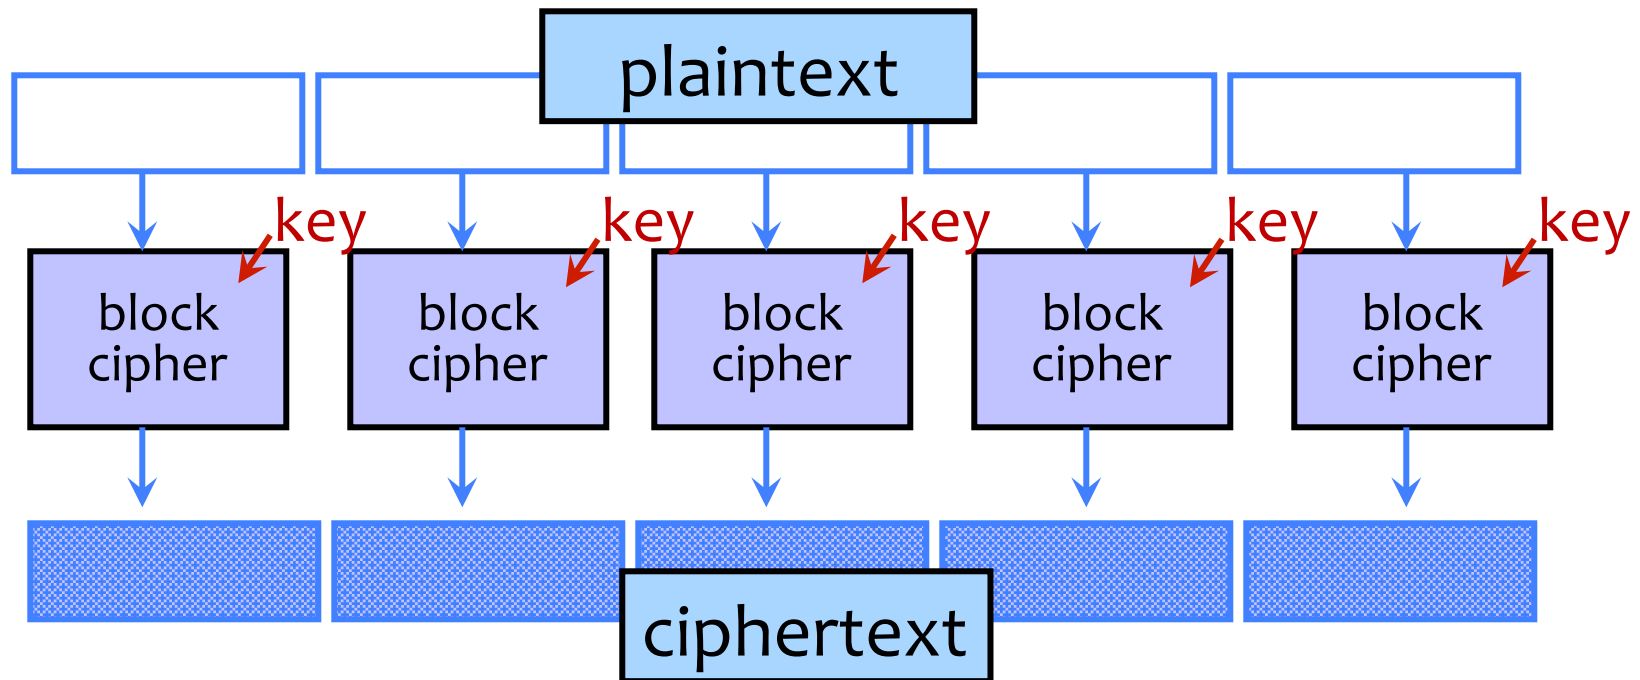 plaintext
key key key key key
block block block block block
cipher cipher cipher cipher cipher
ciphertext